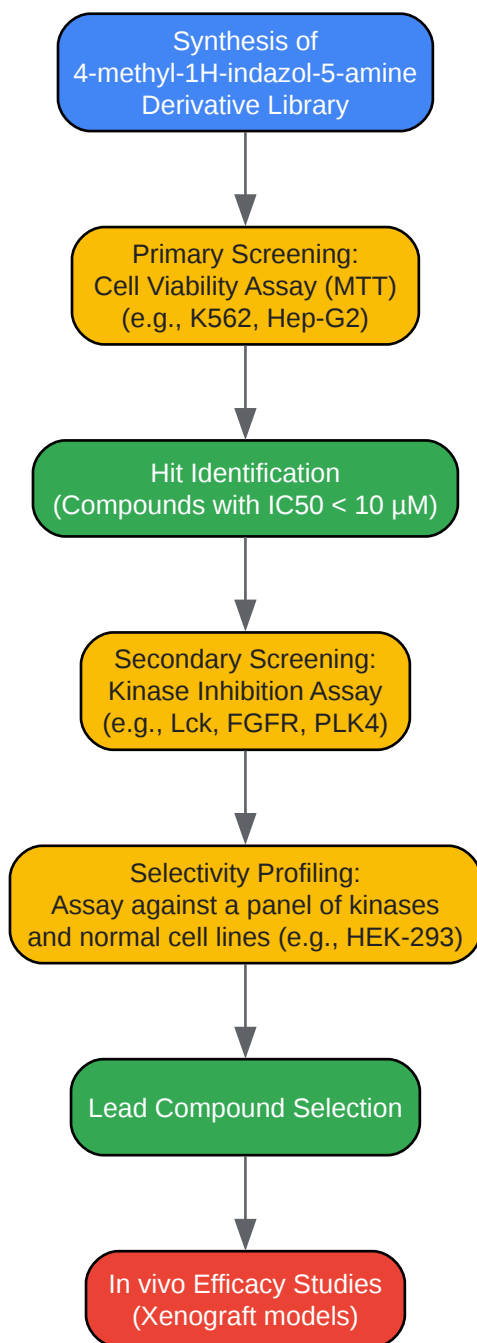 Synthesis of
4-methyl-1H-indazol-5-amine
Derivative Library
Primary Screening:
Cell Viability Assay (MTT)
(e.g., K562, Hep-G2)
Hit Identification
(Compounds with IC50 < 10 µM)
Secondary Screening:
Kinase Inhibition Assay
(e.g., Lck, FGFR, PLK4)
Selectivity Profiling:
Assay against a panel of kinases
and normal cell lines (e.g., HEK-293)
Lead Compound Selection
In vivo Efficacy Studies
(Xenograft models)